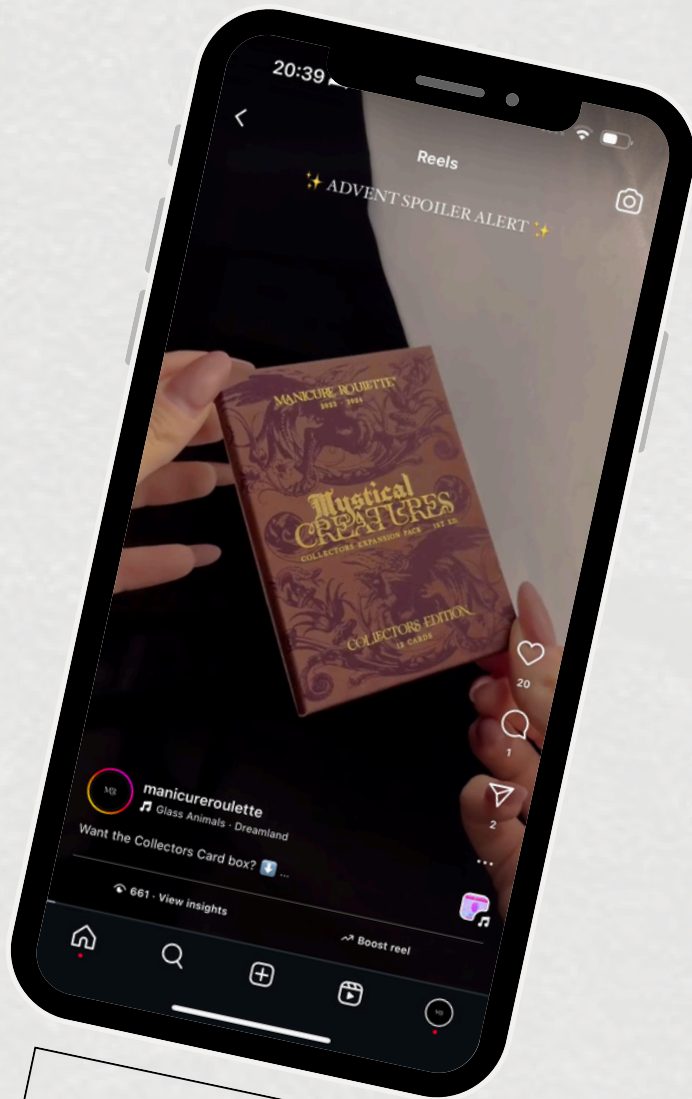 20:39
Reels
✨ ADVENT SPOILER ALERT ✨
MANICURE ROULETTE
2023 - 2024
Mystical
CREATURES
COLLECTORS EXPANSION PACK 1ST ED.
COLLECTORS EDITION
12 CARDS
20
1
2
manicureroulette
Glass Animals · Dreamland
Want the Collectors Card box? ⬇️ ...
661 · View insights
Boost reel